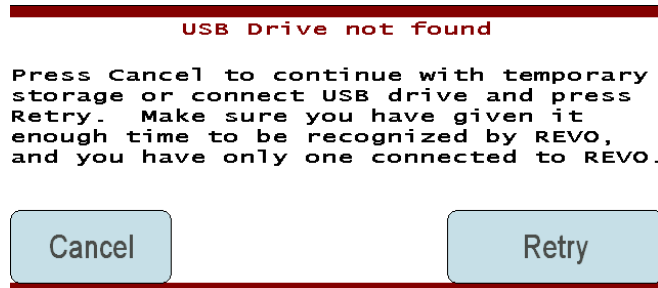 USB Drive not found
Press Cancel to continue with temporary
storage or connect USB drive and press
Retry.  Make sure you have given it
enough time to be recognized by REVO,
and you have only one connected to REVO.
Cancel
Retry